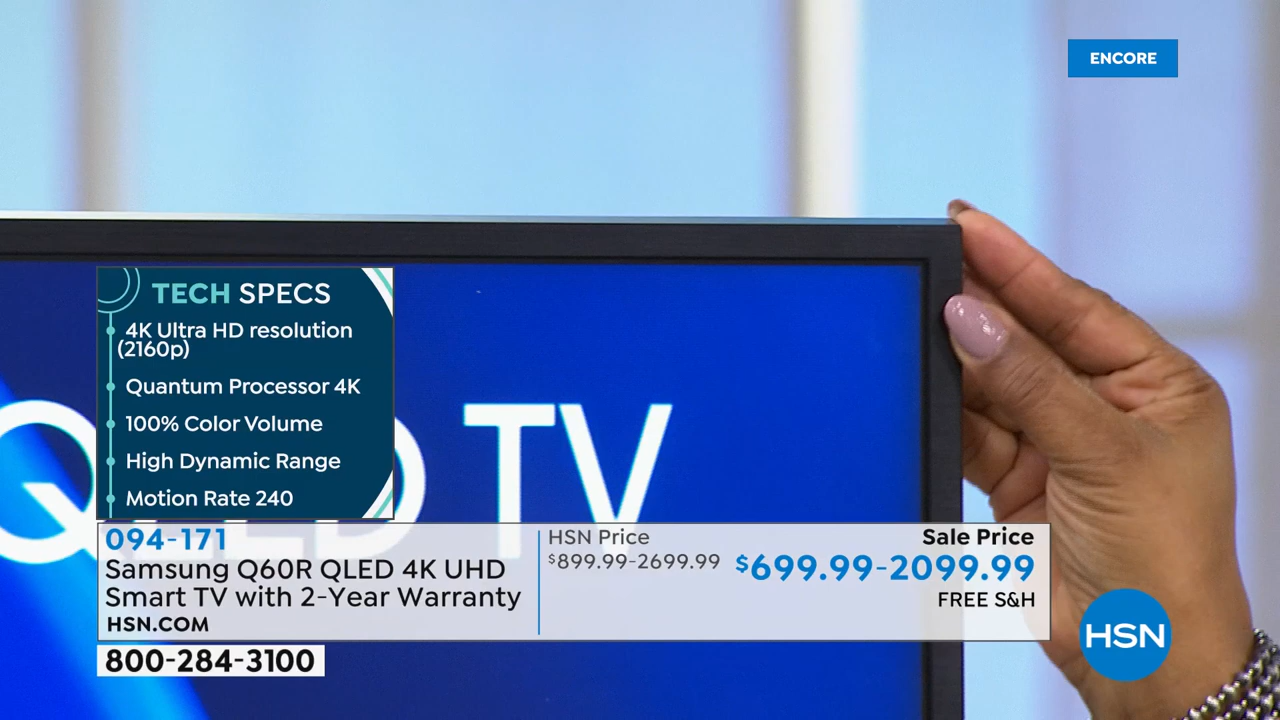 ENCORE
TECH SPECS
4K Ultra HD resolution
(2160p)
Quantum Processor 4K
100% Color Volume
High Dynamic Range
Motion Rate 240
QLED TV
094-171
Samsung Q60R QLED 4K UHD
Smart TV with 2-Year Warranty
HSN.COM
HSN Price
$899.99-2699.99
Sale Price
$699.99-2099.99
FREE S&H
HSN
800-284-3100